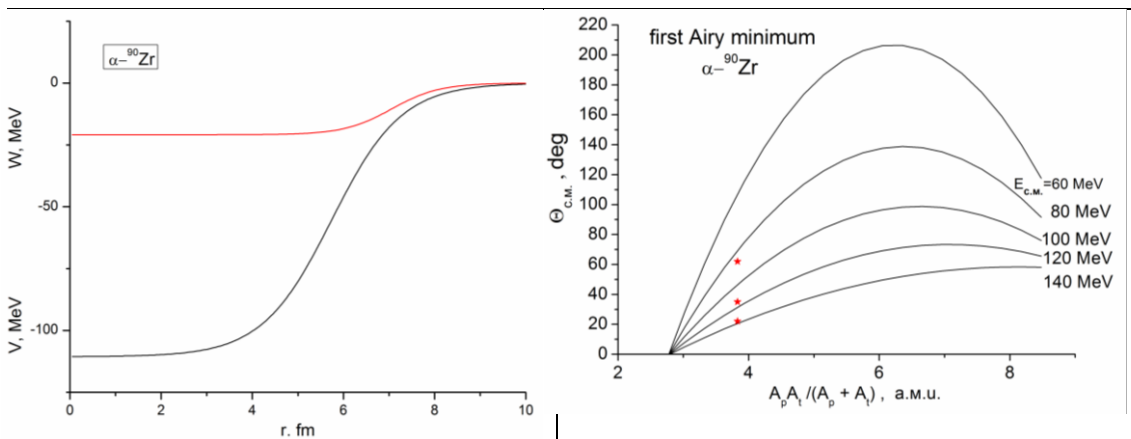 α–⁹⁰Zr
0
-50
-100
W, MeV
V, MeV
0
2
4
6
8
10
r. fm
first Airy minimum
α–⁹⁰Zr
220
200
180
160
140
120
100
80
60
40
20
0
Θс.м. , deg
Eс.м.=60 MeV
80 MeV
100 MeV
120 MeV
140 MeV
2
4
6
8
ApAt /(Ap + At) , а.м.u.